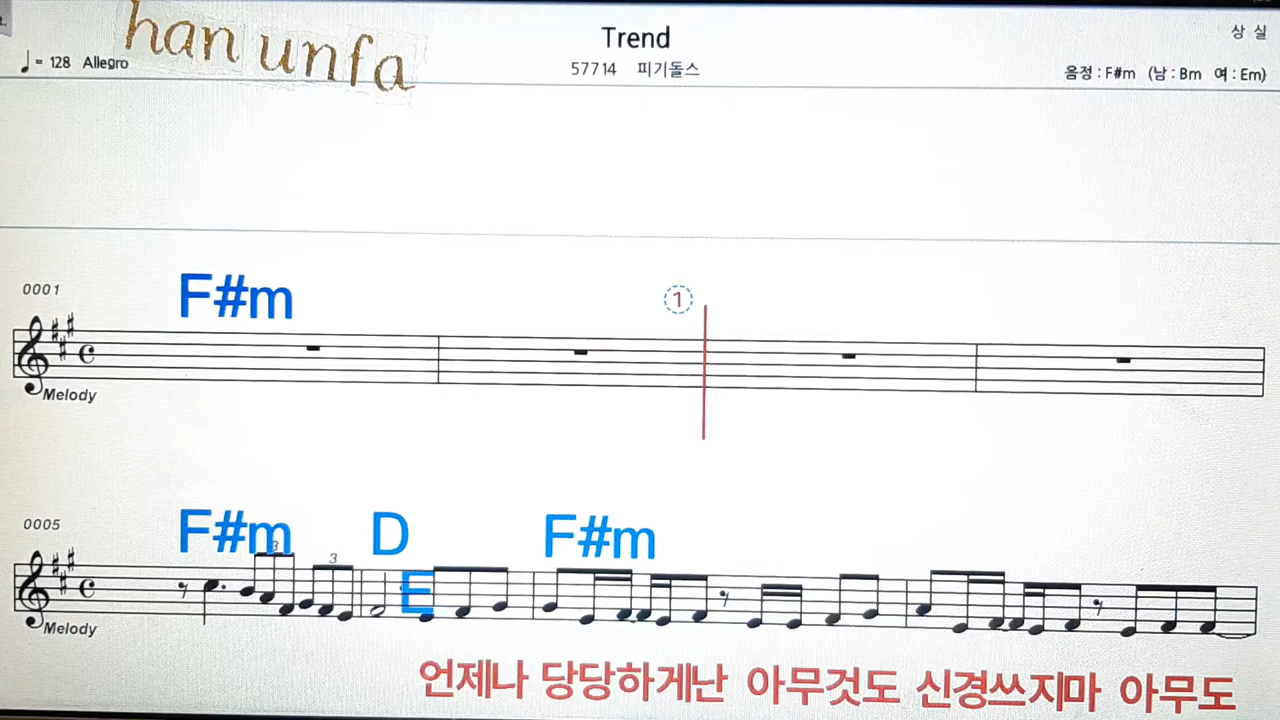 han unfa
Trend
상 실
♩= 128 Allegro
57714 피기돌스
음정 : F#m (남 : Bm 여 : Em)
0001
F#m
1
Melody
0005
F#m D E F#m
3 3
Melody
언제나 당당하게난 아무것도 신경쓰지마 아무도